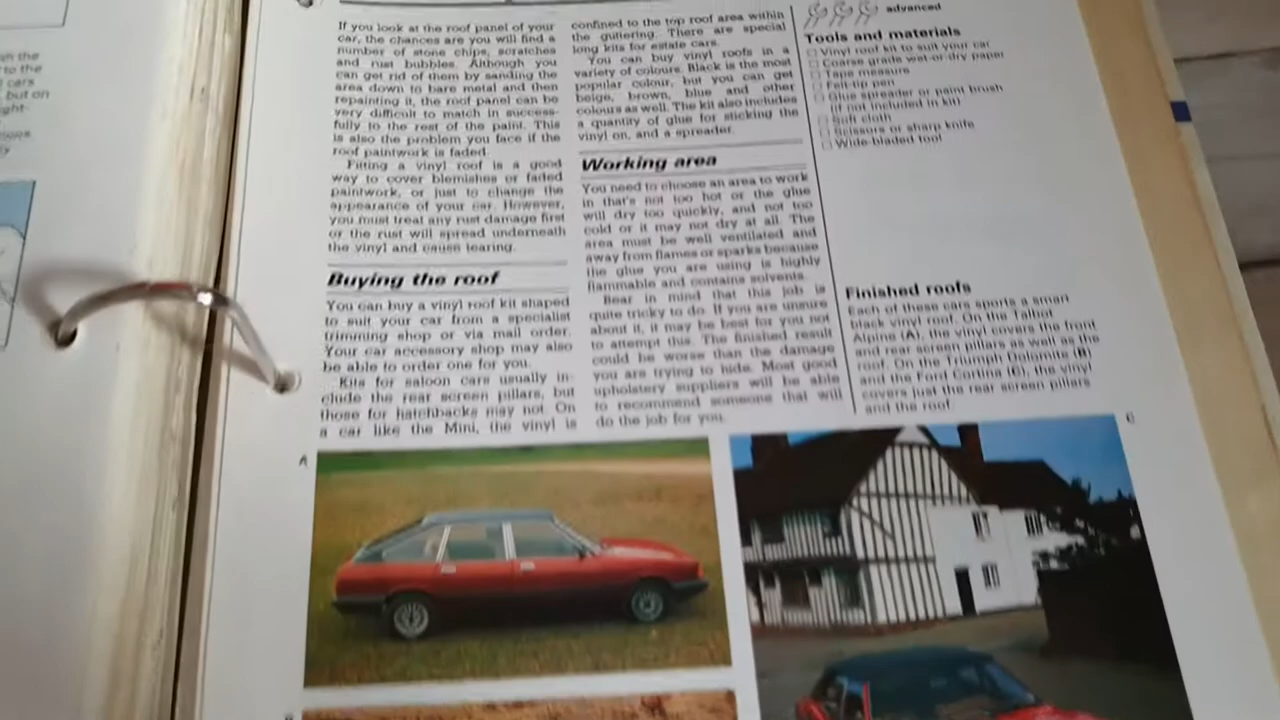 If you look at the roof panel of your
car, the chances are you will find a
number of stone chips, scratches
and rust bubbles. Although you
can get rid of them by sanding the
area down to bare metal and then
repainting it, the roof panel can be
very difficult to match in success-
fully to the rest of the paint. This
is also the problem you face if the
roof paintwork is faded.
Fitting a vinyl roof is a good
way to cover blemishes or faded
paintwork, or just to change the
appearance of your car. However,
you must treat any rust damage first
or the rust will spread underneath
the vinyl and cause tearing.
Buying the roof
You can buy a vinyl roof kit shaped
to suit your car from a specialist
trimming shop or via mail order.
Your car accessory shop may also
be able to order one for you.
Kits for saloon cars usually in-
clude the rear screen pillars, but
those for hatchbacks may not. On
a car like the Mini, the vinyl is
confined to the top roof area within
the guttering. There are special
long kits for estate cars.
You can buy vinyl roofs in a
variety of colours. Black is the most
popular colour, but you can get
beige, brown, blue and other
colours as well. The kit also includes
a quantity of glue for sticking the
vinyl on, and a spreader.
Working area
You need to choose an area to work
in that's not too hot or the glue
will dry too quickly, and not too
cold or it may not dry at all. The
area must be well ventilated and
away from flames or sparks because
the glue you are using is highly
flammable and contains solvents.
Bear in mind that this job is
quite tricky to do. If you are unsure
about it, it may be best for you not
to attempt this. The finished result
could be worse than the damage
you are trying to hide. Most good
upholstery suppliers will be able
to recommend someone that will
do the job for you.
advanced
Tools and materials
Vinyl roof kit to suit your car
Coarse grade wet-or-dry paper
Tape measure
Felt-tip pen
Glue spreader or paint brush
(if not included in kit)
Soft cloth
Scissors or sharp knife
Wide-bladed tool
Finished roofs
Each of these cars sports a smart
black vinyl roof. On the Talbot
Alpine (A), the vinyl covers the front
and rear screen pillars as well as the
roof. On the Triumph Dolomite (B)
and the Ford Cortina (C), the vinyl
covers just the rear screen pillars
and the roof.
A
C